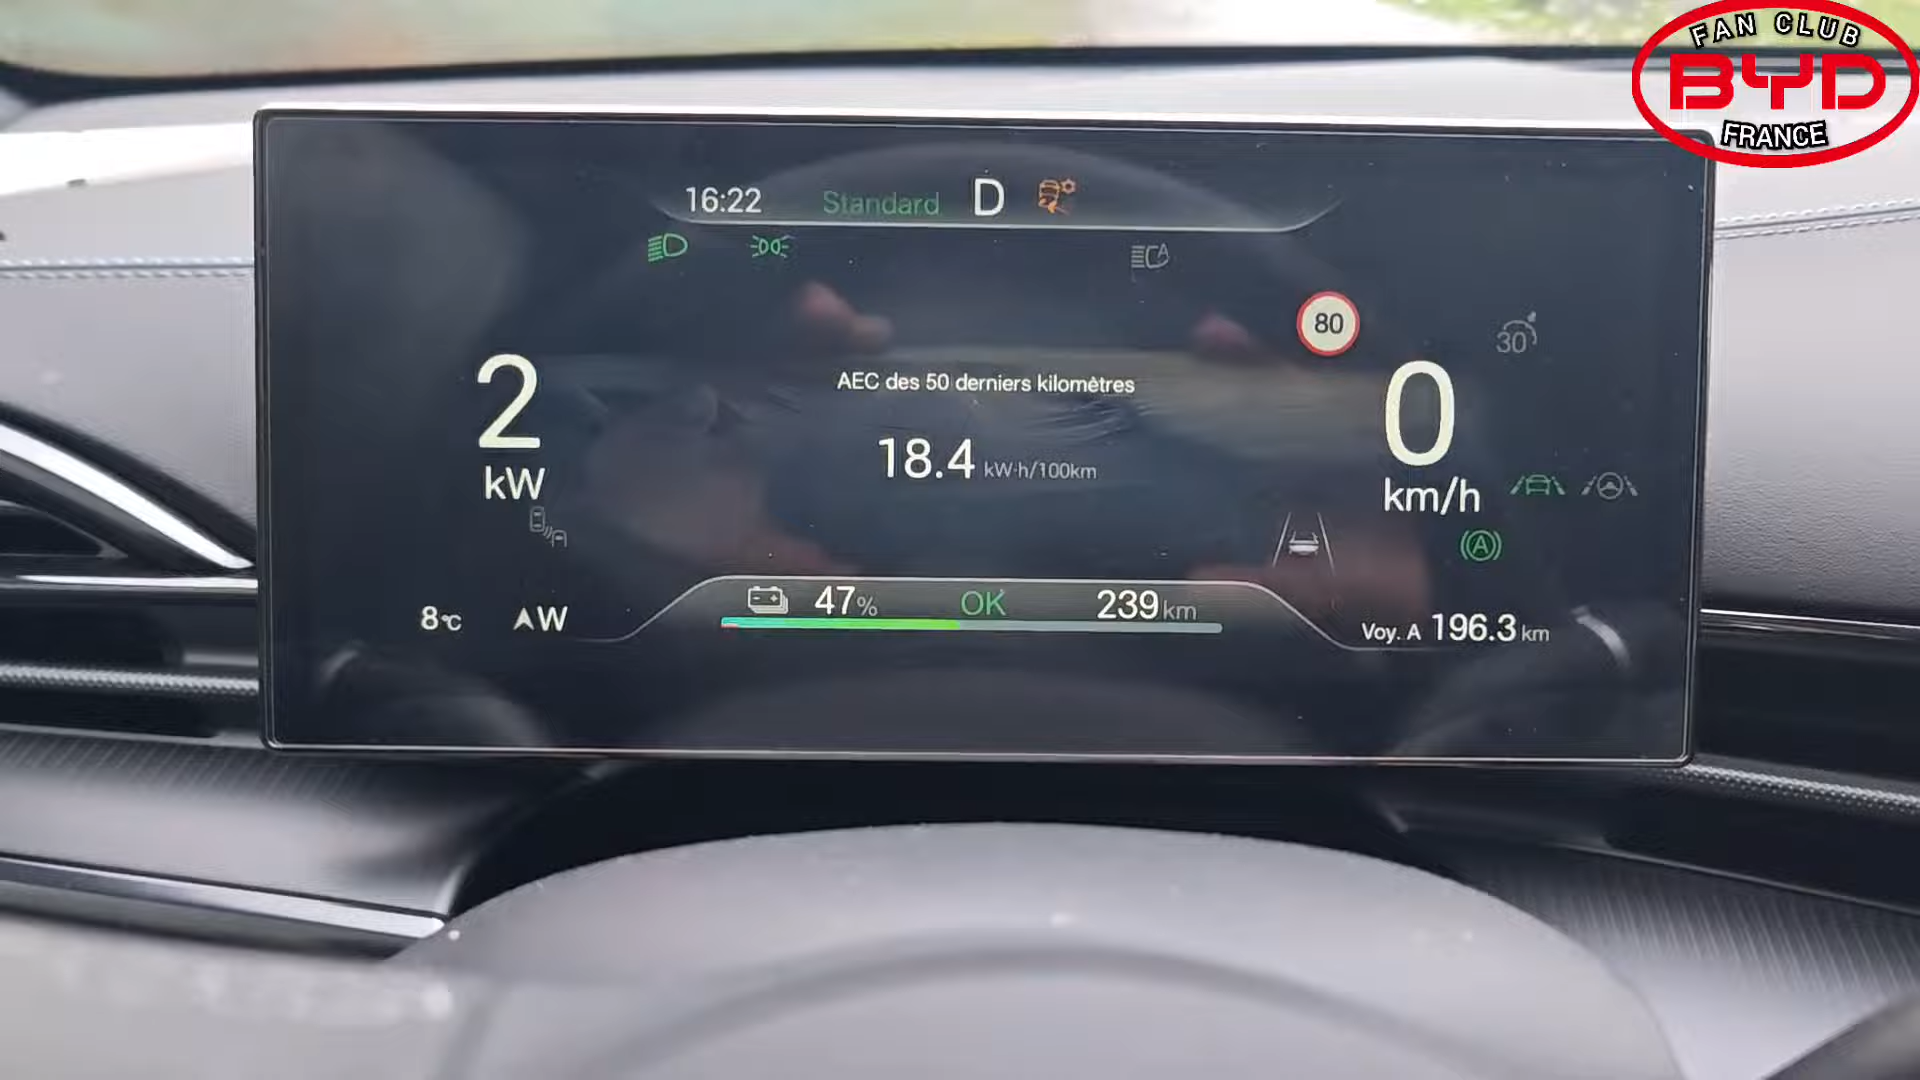 FAN CLUB
BYD
FRANCE
16:22 Standard D
A
80
30
2
kW
AEC des 50 derniers kilomètres
18.4 kW·h/100km
0
km/h
A
8°C W
47% OK 239km
Voy. A 196.3 km